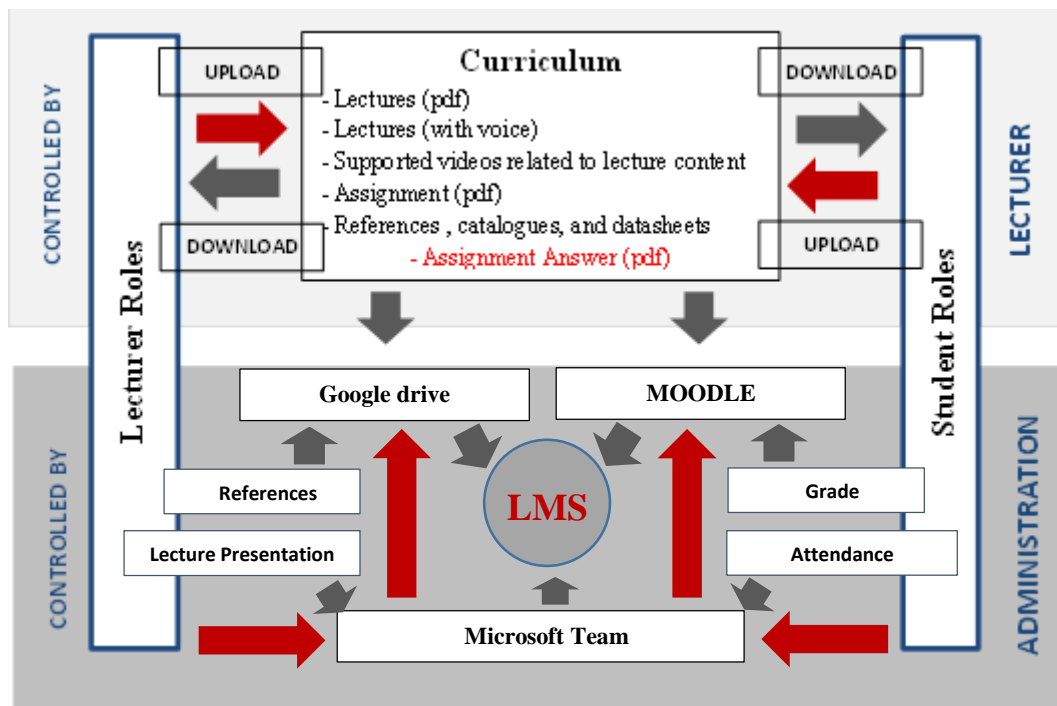 CONTROLLED BY
LECTURER
Lecturer Roles
Student Roles
UPLOAD
DOWNLOAD
Curriculum
- Lectures (pdf)
- Lectures (with voice)
- Supported videos related to lecture content
- Assignment (pdf)
- References , catalogues, and datasheets
- Assignment Answer (pdf)
DOWNLOAD
UPLOAD
CONTROLLED BY
ADMINISTRATION
Google drive
MOODLE
References
LMS
Grade
Lecture Presentation
Attendance
Microsoft Team